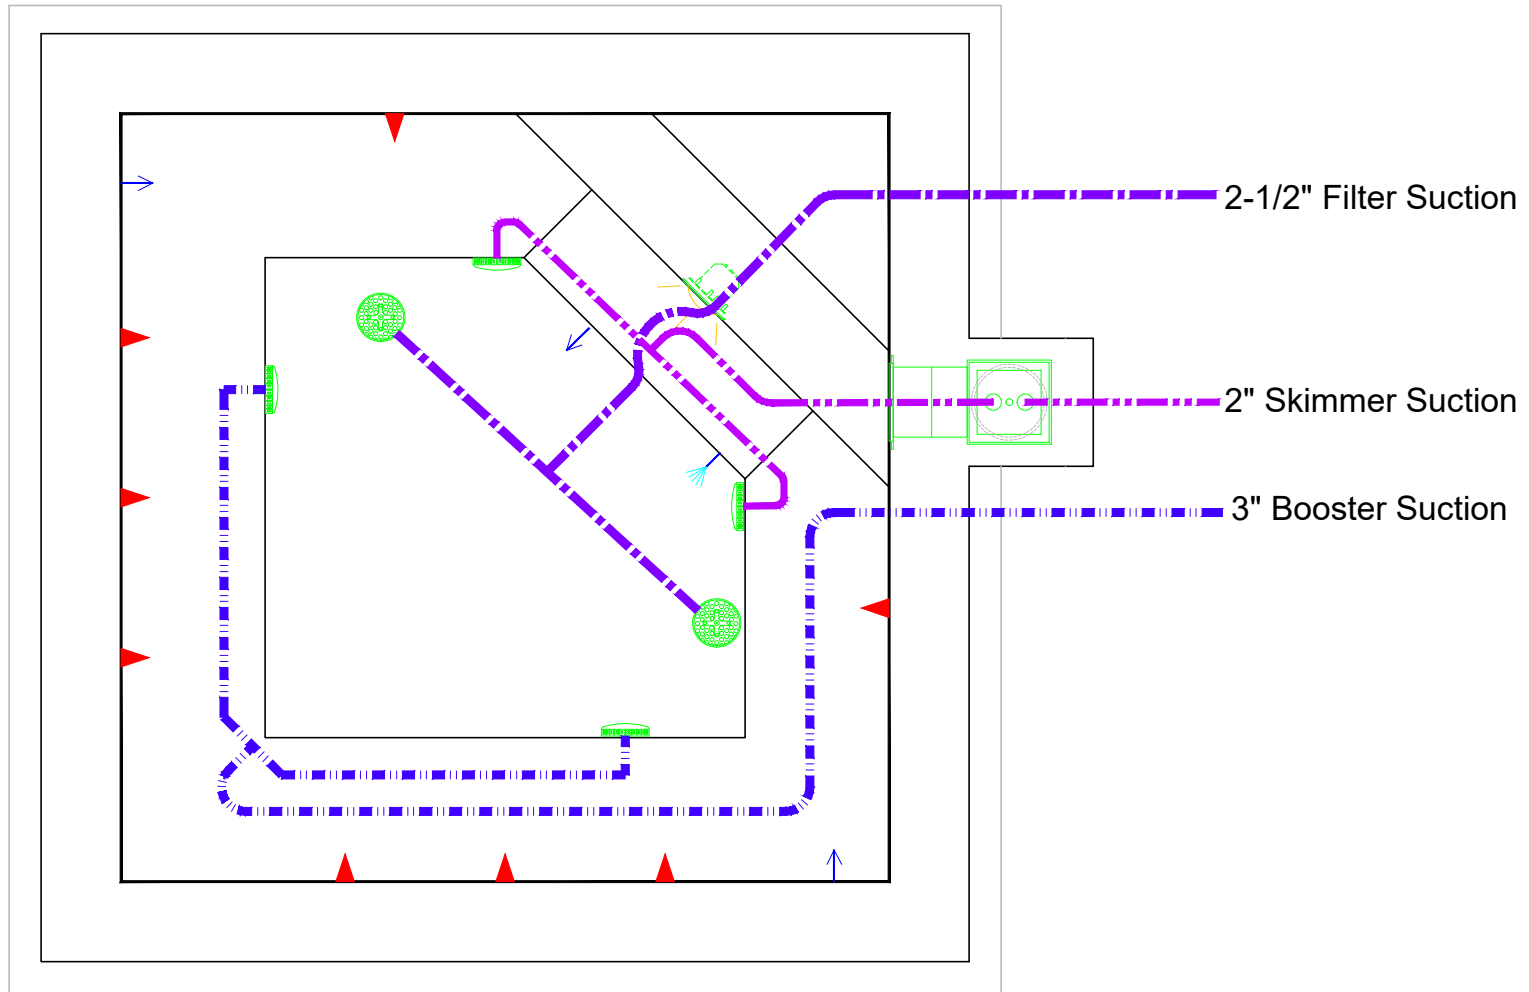 2-1/2" Filter Suction
2" Skimmer Suction
3" Booster Suction